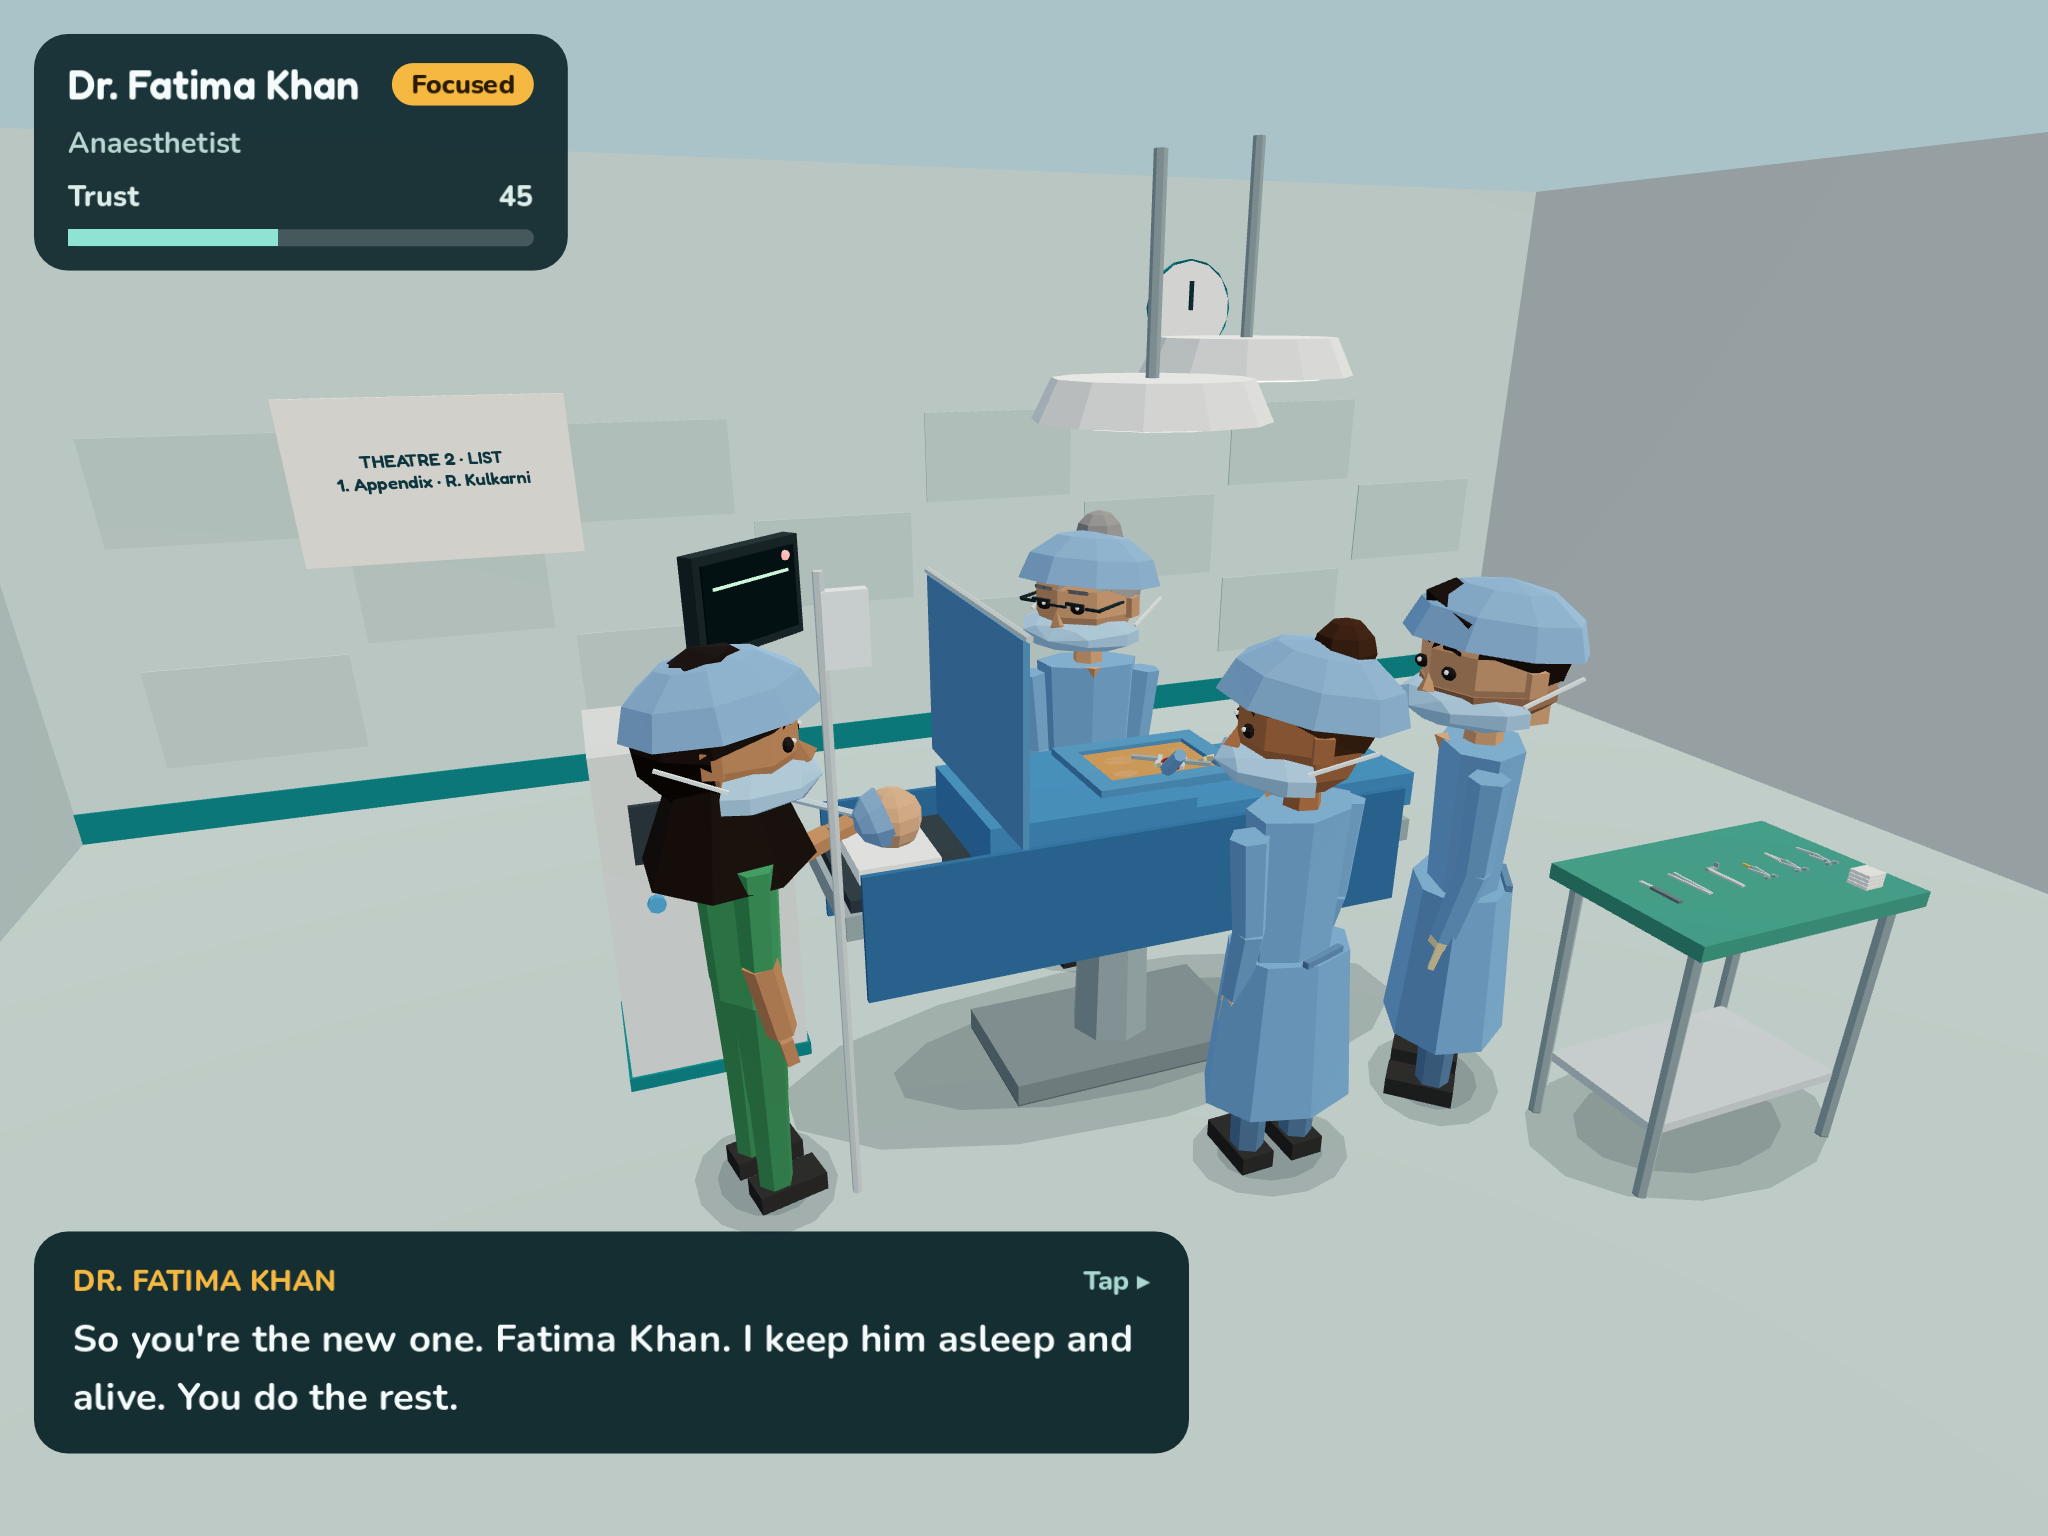 Dr. Fatima Khan
Focused
Anaesthetist
Trust
45
THEATRE 2 · LIST
1. Appendix · R. Kulkarni
DR. FATIMA KHAN
Tap ▸
So you're the new one. Fatima Khan. I keep him asleep and
alive. You do the rest.